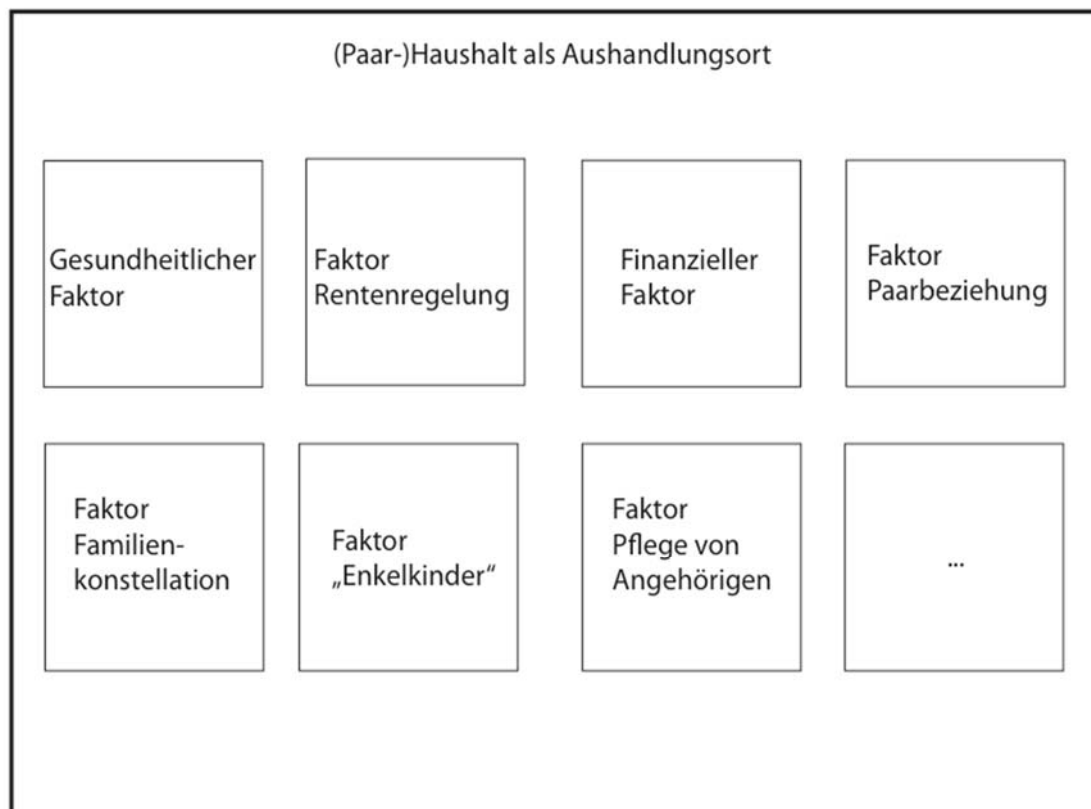 (Paar-)Haushalt als Aushandlungsort
Gesundheitlicher
Faktor
Faktor
Rentenregelung
Finanzieller
Faktor
Faktor
Paarbeziehung
Faktor
Familien-
konstellation
Faktor
„Enkelkinder“
Faktor
Pflege von
Angehörigen
...